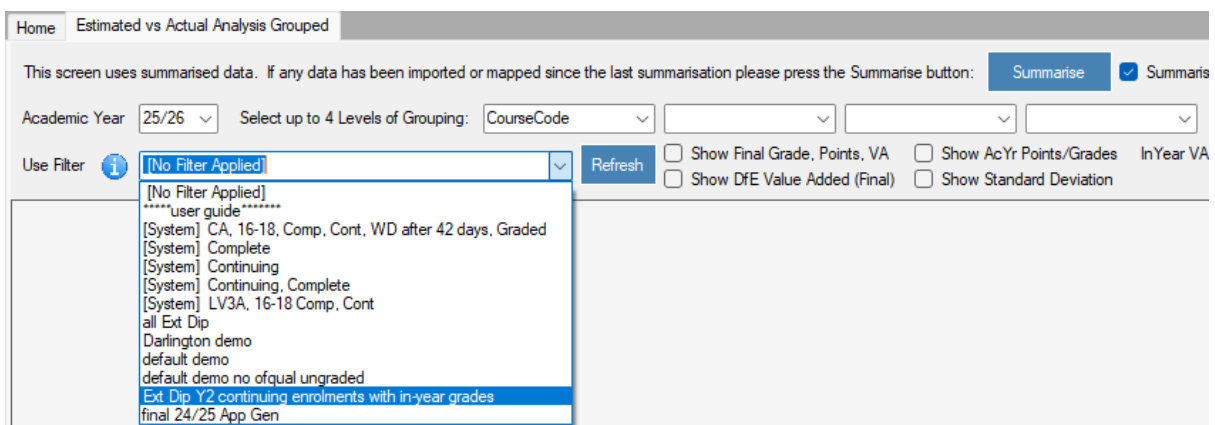 Home Estimated vs Actual Analysis Grouped
This screen uses summarised data. If any data has been imported or mapped since the last summarisation please press the Summarise button: Summarise Summaris
Academic Year 25/26 Select up to 4 Levels of Grouping: CourseCode
Use Filter [No Filter Applied] Refresh Show Final Grade, Points, VA Show AcYr Points/Grades InYear VA
Show DfE Value Added (Final) Show Standard Deviation
[No Filter Applied]
*****user guide*******
[System] CA, 16-18, Comp, Cont, WD after 42 days, Graded
[System] Complete
[System] Continuing
[System] Continuing, Complete
[System] LV3A, 16-18 Comp, Cont
all Ext Dip
Darlington demo
default demo
default demo no ofqual ungraded
Ext Dip Y2 continuing enrolments with in-year grades
final 24/25 App Gen